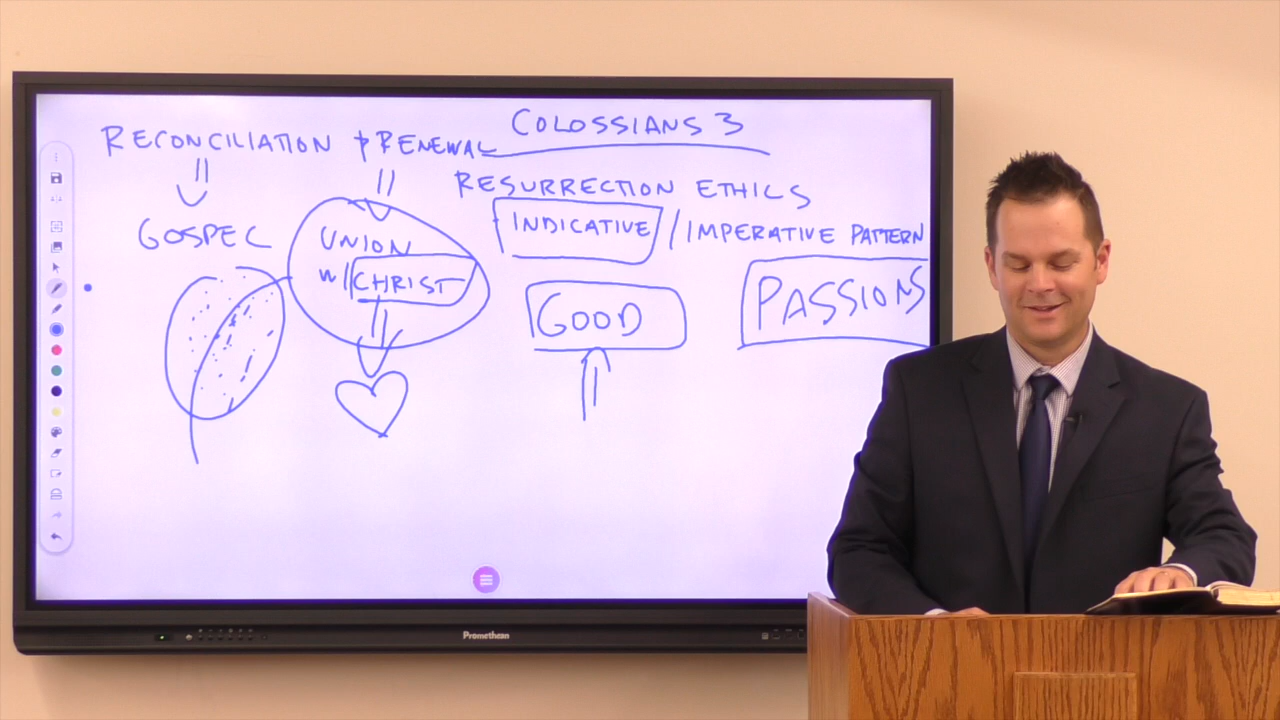 COLOSSIANS 3
RECONCILIATION & RENEWAL
RESURRECTION ETHICS
GOSPEL
UNION
W/ CHRIST
INDICATIVE / IMPERATIVE PATTERN
GOOD
PASSIONS
Promethean